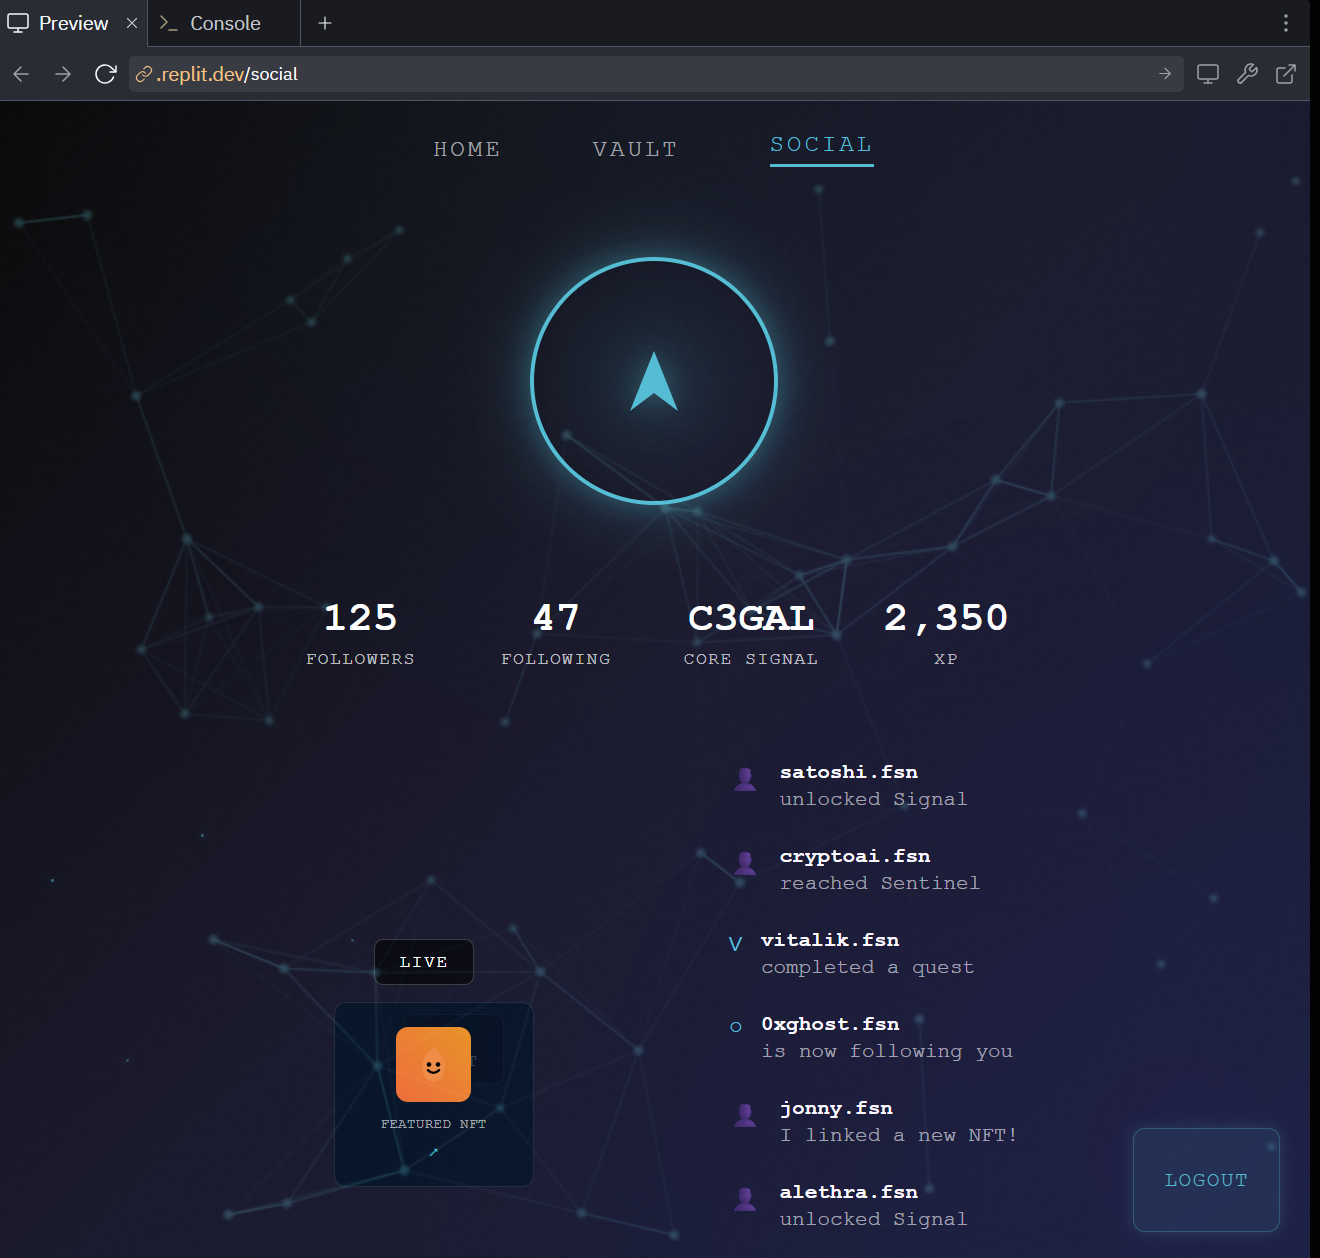 Preview
Console
.replit.dev/social
HOME VAULT SOCIAL
125 47 C3GAL 2,350
FOLLOWERS FOLLOWING CORE SIGNAL XP
satoshi.fsn
unlocked Signal
cryptoai.fsn
reached Sentinel
V vitalik.fsn
completed a quest
LIVE
O 0xghost.fsn
is now following you
FEATURED NFT
↗
jonny.fsn
I linked a new NFT!
LOGOUT
alethra.fsn
unlocked Signal